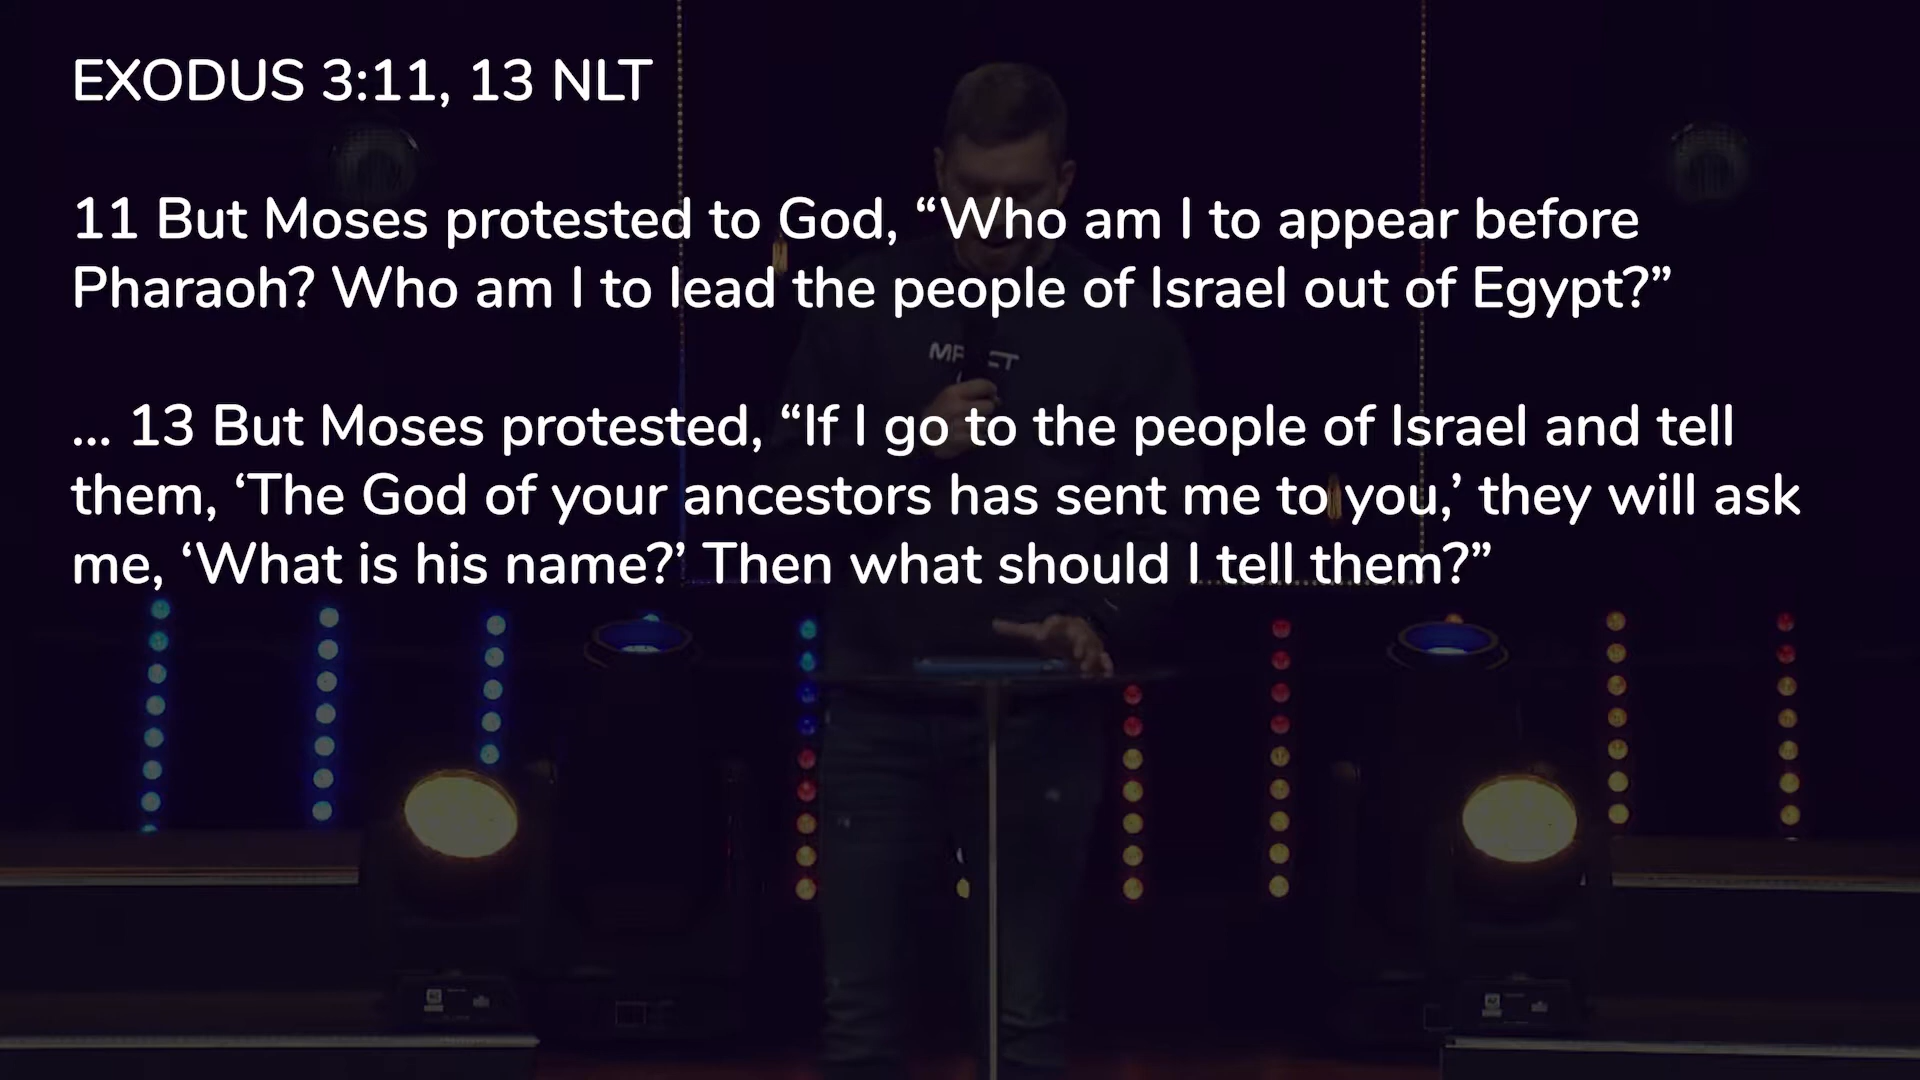 EXODUS 3:11, 13 NLT
11 But Moses protested to God, “Who am I to appear before
Pharaoh? Who am I to lead the people of Israel out of Egypt?”
... 13 But Moses protested, “If I go to the people of Israel and tell
them, ‘The God of your ancestors has sent me to you,’ they will ask
me, ‘What is his name?’ Then what should I tell them?”